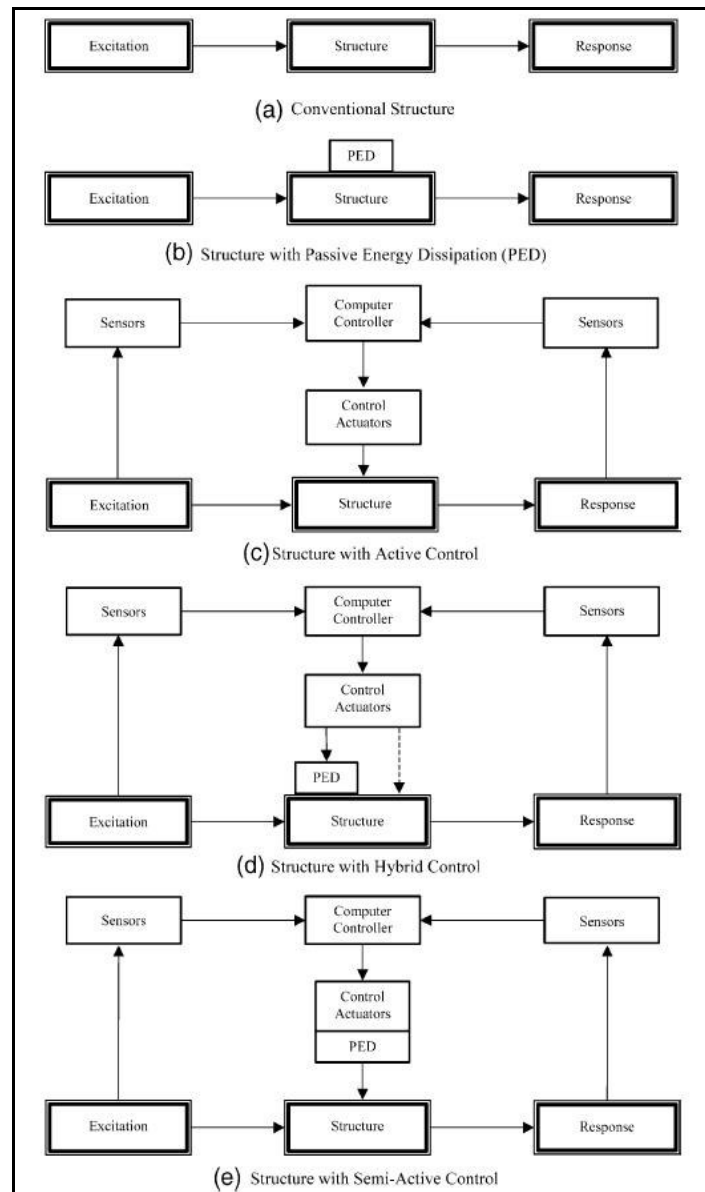 Excitation
Structure
Response
(a) Conventional Structure
PED
Excitation
Structure
Response
(b) Structure with Passive Energy Dissipation (PED)
Sensors
Computer
Controller
Sensors
Control
Actuators
Excitation
Structure
Response
(c) Structure with Active Control
Sensors
Computer
Controller
Sensors
Control
Actuators
PED
Excitation
Structure
Response
(d) Structure with Hybrid Control
Sensors
Computer
Controller
Sensors
Control
Actuators
PED
Excitation
Structure
Response
(e) Structure with Semi-Active Control